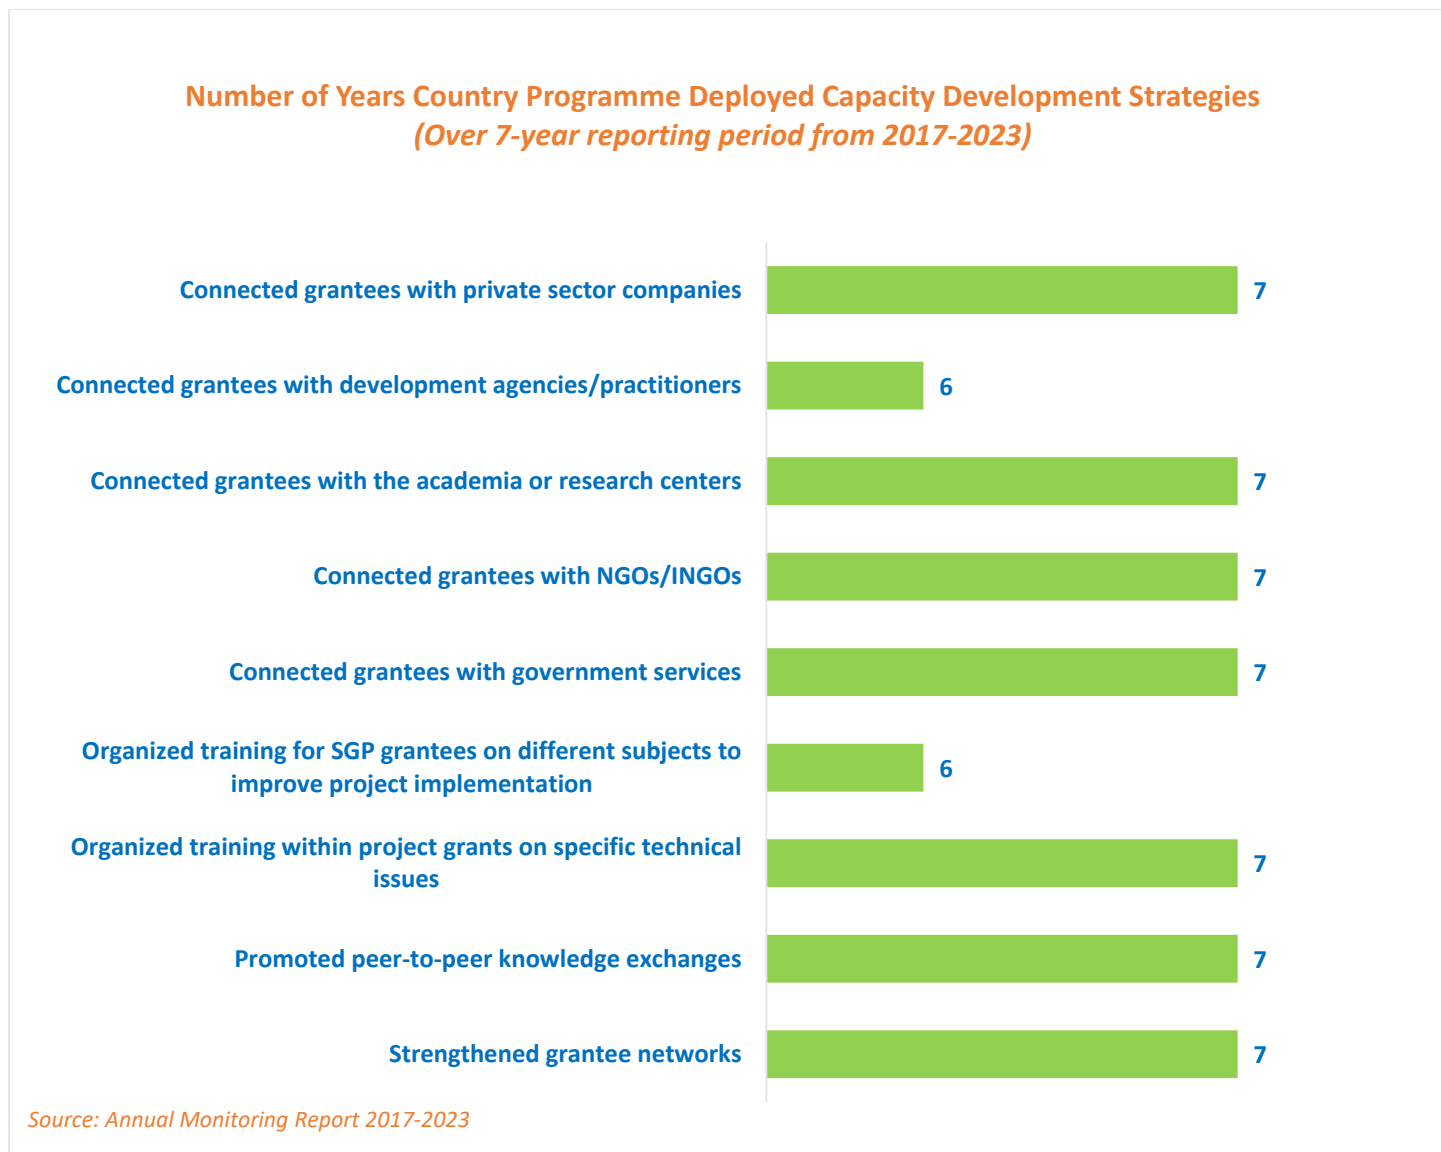 Number of Years Country Programme Deployed Capacity Development Strategies
(Over 7-year reporting period from 2017-2023)
Connected grantees with private sector companies
7
Connected grantees with development agencies/practitioners
6
Connected grantees with the academia or research centers
7
Connected grantees with NGOs/INGOs
7
Connected grantees with government services
7
Organized training for SGP grantees on different subjects to
improve project implementation
6
Organized training within project grants on specific technical
issues
7
Promoted peer-to-peer knowledge exchanges
7
Strengthened grantee networks
7
Source: Annual Monitoring Report 2017-2023